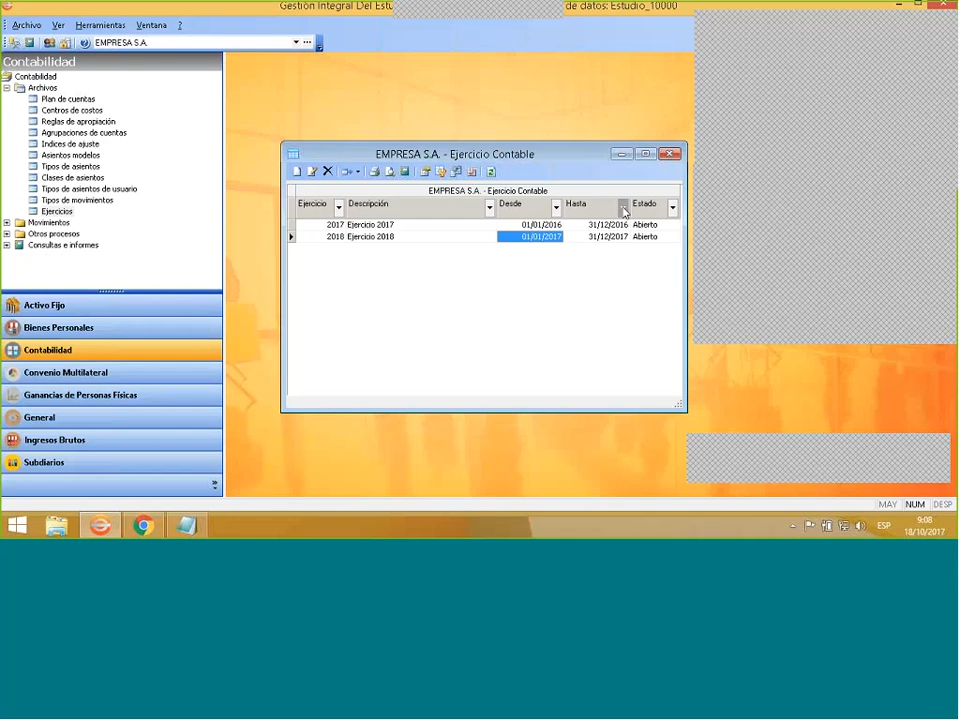 Gestión Integral Del Estu
de datos: Estudio_10000
Archivo Ver Herramientas Ventana ?
EMPRESA S.A.
Contabilidad
Contabilidad
Archivos
Plan de cuentas
Centros de costos
Reglas de apropiación
Agrupaciones de cuentas
Indices de ajuste
Asientos modelos
Tipos de asientos
Clases de asientos
Tipos de asientos de usuario
Tipos de movimientos
Ejercicios
Movimientos
Otros procesos
Consultas e informes
Activo Fijo
Bienes Personales
Contabilidad
Convenio Multilateral
Ganancias de Personas Físicas
General
Ingresos Brutos
Subdiarios
EMPRESA S.A. - Ejercicio Contable
EMPRESA S.A. - Ejercicio Contable
Ejercicio Descripción Desde Hasta Estado
2017 Ejercicio 2017 01/01/2016 31/12/2016 Abierto
2018 Ejercicio 2018 01/01/2017 31/12/2017 Abierto
MAY NUM DESP
ESP
9:08
18/10/2017